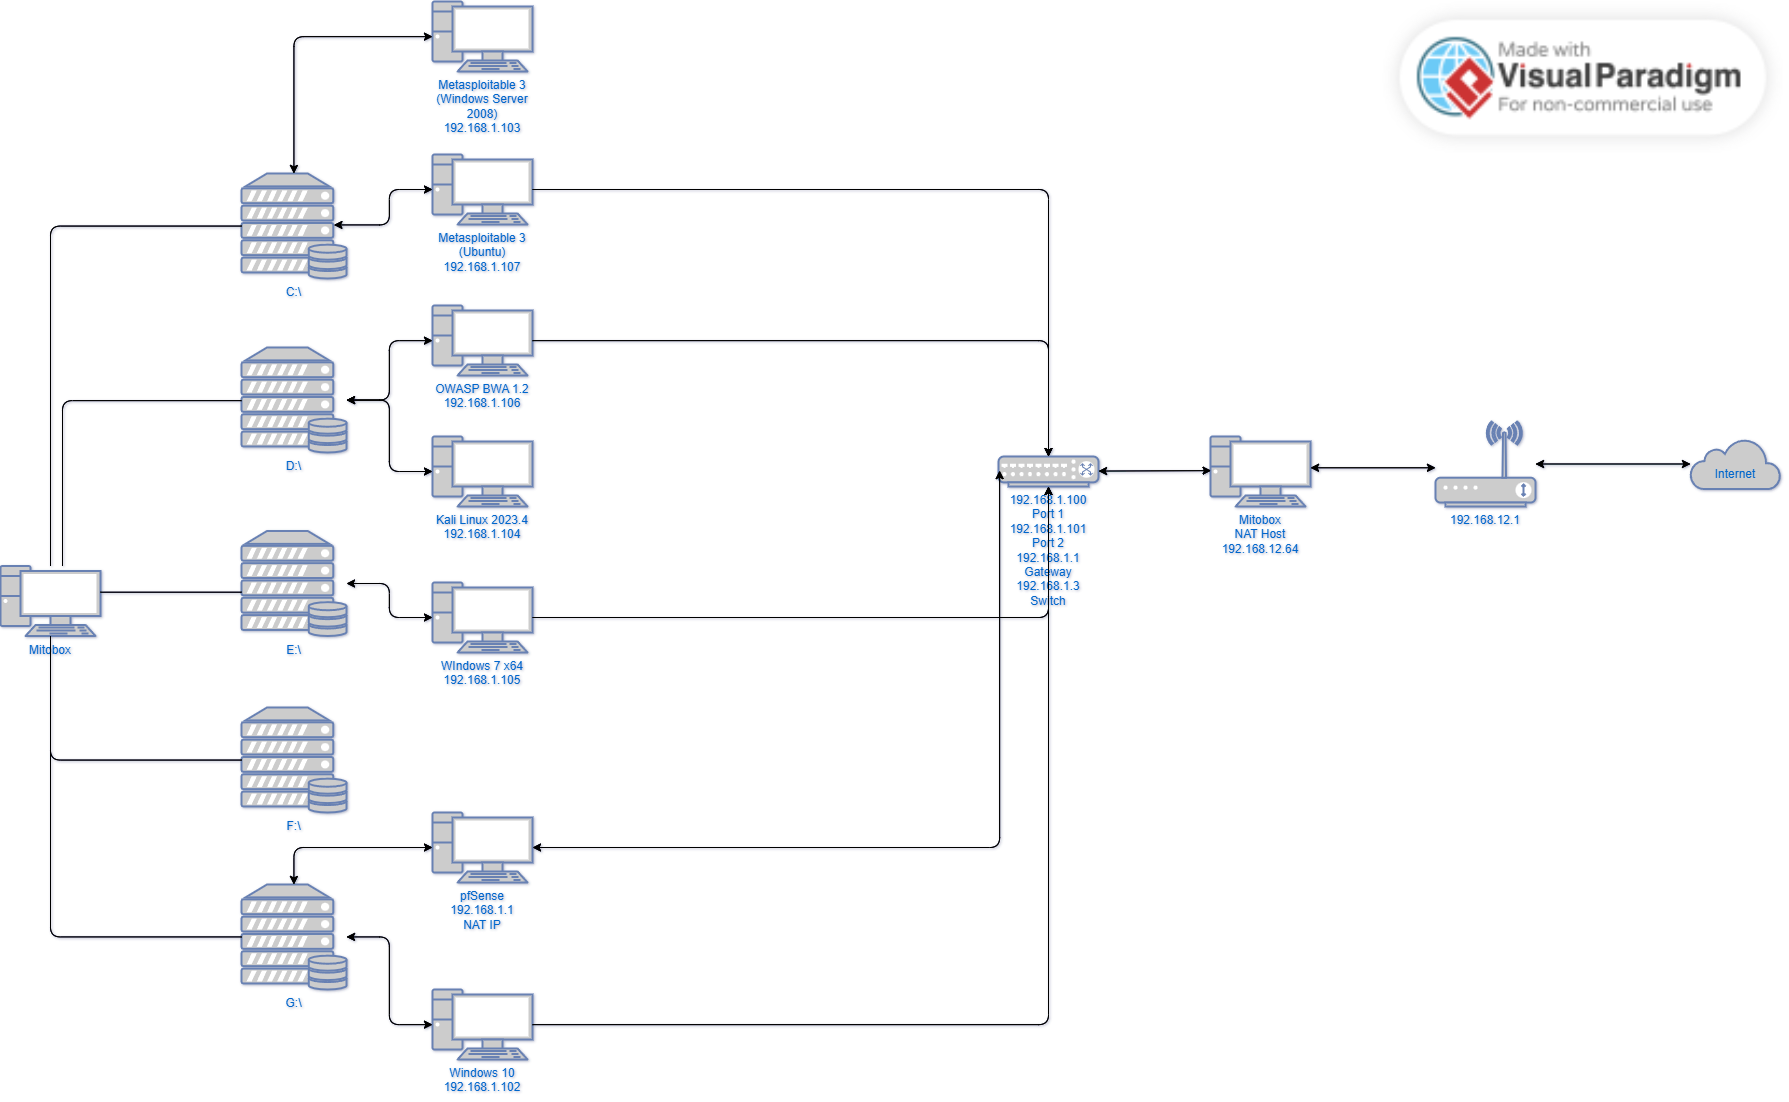 Made with
Visual Paradigm
For non-commercial use
Metasploitable 3
(Windows Server
2008)
192.168.1.103
Metasploitable 3
(Ubuntu)
192.168.1.107
C:\
OWASP BWA 1.2
192.168.1.106
D:\
Kali Linux 2023.4
192.168.1.104
192.168.1.100
Port 1
192.168.1.101
Port 2
192.168.1.1
Gateway
192.168.1.3
Switch
Mitobox
NAT Host
192.168.12.64
192.168.12.1
Internet
Mitobox
E:\
WIndows 7 x64
192.168.1.105
F:\
pfSense
192.168.1.1
NAT IP
G:\
Windows 10
192.168.1.102